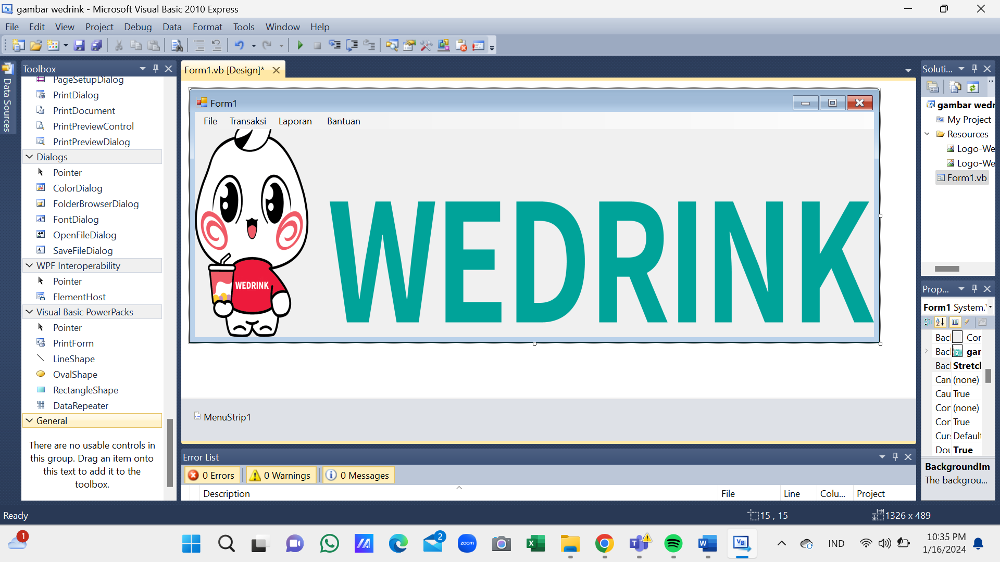 gambar wedrink - Microsoft Visual Basic 2010 Express
File Edit View Project Debug Data Format Tools Window Help
Data Sources
Toolbox
PageSetupDialog
PrintDialog
PrintDocument
PrintPreviewControl
PrintPreviewDialog
Dialogs
Pointer
ColorDialog
FolderBrowserDialog
FontDialog
OpenFileDialog
SaveFileDialog
WPF Interoperability
Pointer
ElementHost
Visual Basic PowerPacks
Pointer
PrintForm
LineShape
OvalShape
RectangleShape
DataRepeater
General
There are no usable controls in
this group. Drag an item onto
this text to add it to the
toolbox.
Form1.vb [Design]*
Form1
File Transaksi Laporan Bantuan
WEDRINK
WEDRINK
MenuStrip1
Error List
0 Errors 0 Warnings 0 Messages
Description File Line Colu... Project
Soluti...
gambar wedr
My Project
Resources
Logo-We
Logo-We
Form1.vb
Prop...
Form1 System.
Bac Cor
Bac gar
Bac Stretch
Can (none)
Cau True
Cor (none)
Cor True
Cur: Default
Dou True
BackgroundIm
The backgrou...
Ready 15 , 15 1326 x 489
1
2
zoom
IND
10:35 PM
1/16/2024